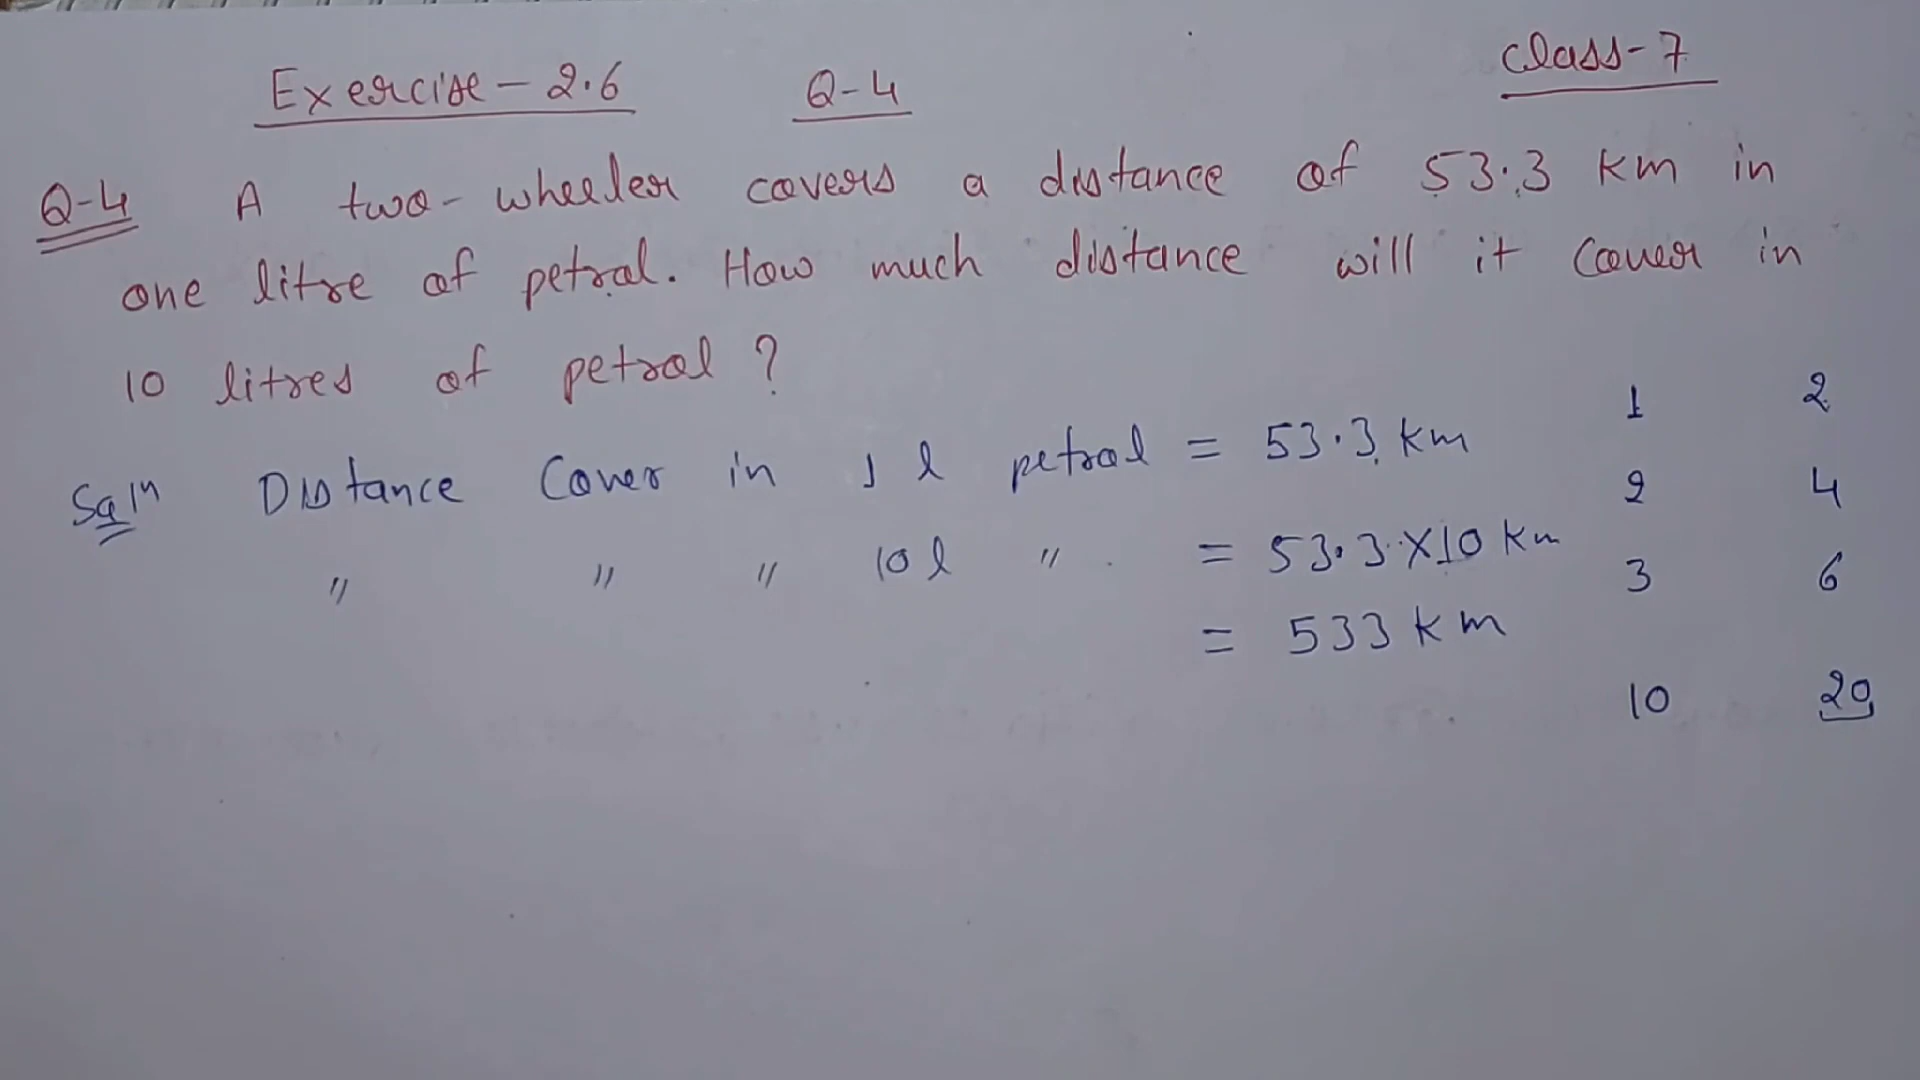 Exercise - 2.6 Q-4 class-7
Q-4 A two-wheeler covers a distance of 53.3 km in
one litre of petrol. How much distance will it cover in
10 litres of petrol ?
Solⁿ Distance Cover in 1 l petrol = 53.3 km
" " " 10 l " = 53.3 × 10 km
= 533 km
1 2
2 4
3 6
10 20